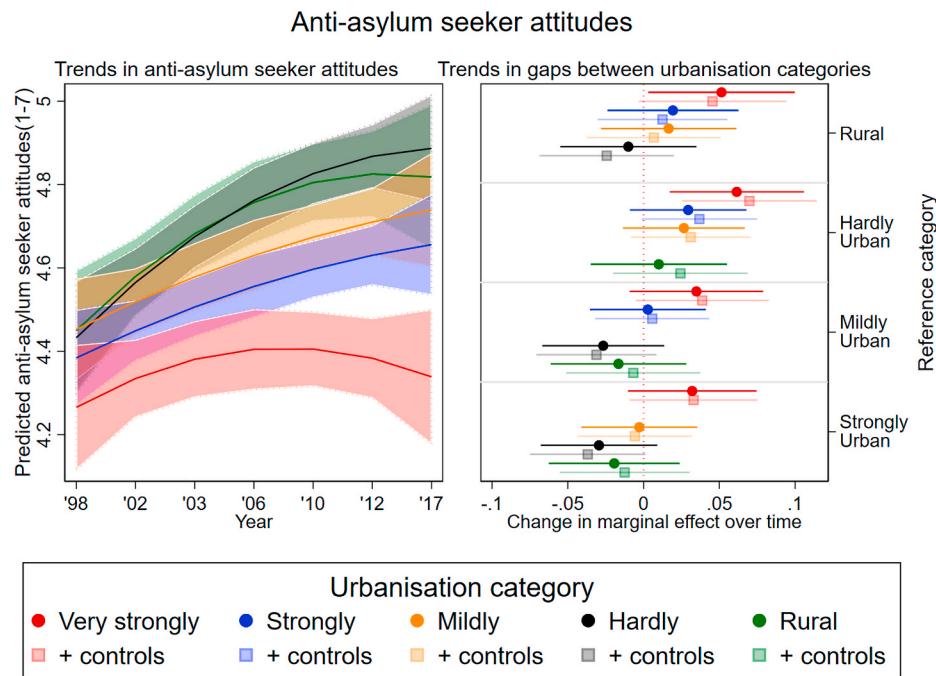 Anti-asylum seeker attitudes
Trends in anti-asylum seeker attitudes
Trends in gaps between urbanisation categories
Predicted anti-asylum seeker attitudes(1-7)
5
4.8
4.6
4.4
4.2
'98
'02
'03
'06
'10
'12
'17
Year
Rural
Hardly
Urban
Mildly
Urban
Strongly
Urban
Reference category
-.1
-.05
0
.05
.1
Change in marginal effect over time
Urbanisation category
Very strongly
Strongly
Mildly
Hardly
Rural
+ controls
+ controls
+ controls
+ controls
+ controls